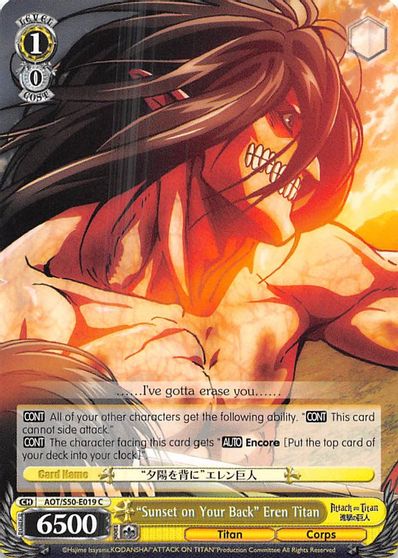 LEVEL
1
0
COST
......I've gotta erase you......
CONT All of your other characters get the following ability. "CONT This card
cannot side attack."
CONT The character facing this card gets "AUTO Encore [Put the top card of
your deck into your clock]"
Card Name
“夕陽を背に”エレン巨人
CH
AOT/S50-E019 C
"Sunset on Your Back" Eren Titan
Attack on Titan
進撃の巨人
POWER
6500
Titan
Corps
©Hajime Isayama,KODANSHA/"ATTACK ON TITAN"Production Committee. All Rights Reserved.